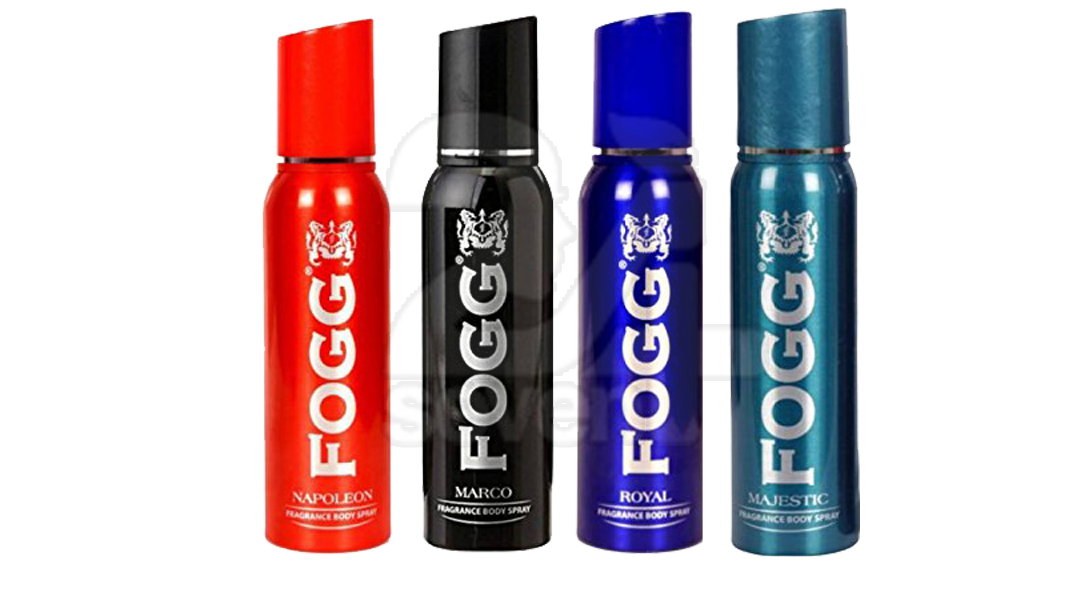 FOGG®
NAPOLEON
FRAGRANCE BODY SPRAY
FOGG®
MARCO
FRAGRANCE BODY SPRAY
FOGG®
ROYAL
FRAGRANCE BODY SPRAY
FOGG®
MAJESTIC
FRAGRANCE BODY SPRAY
seven